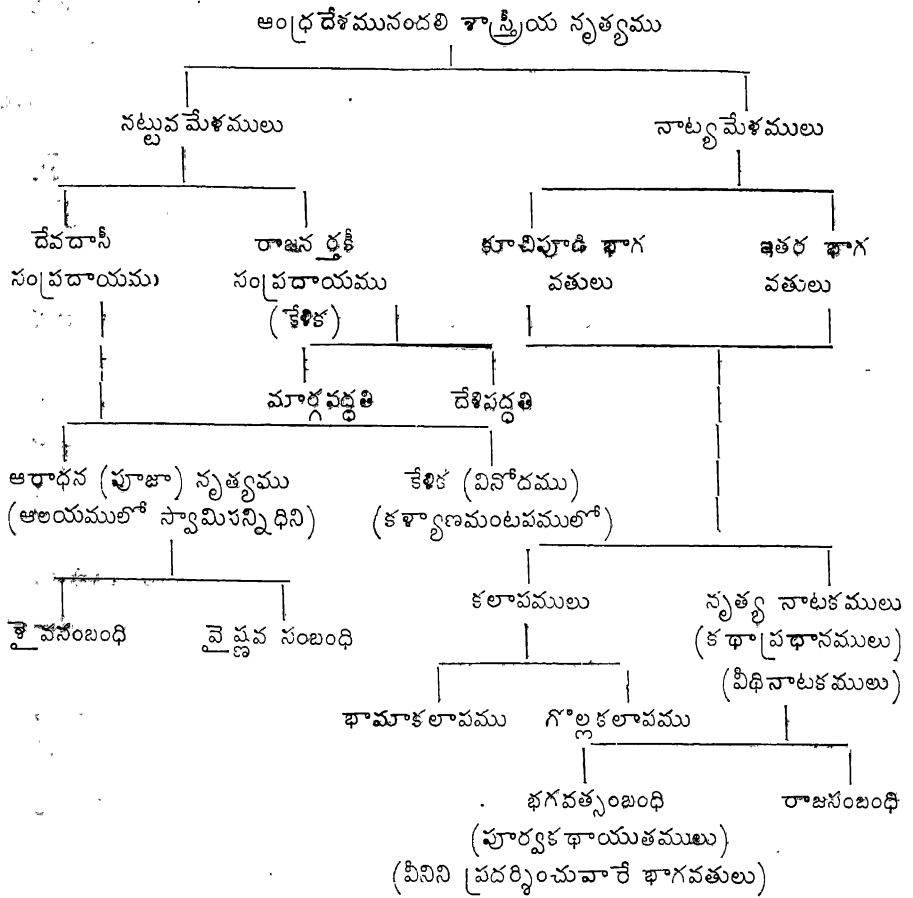 ఆంధ్రదేశమునందలి శాస్త్రీయ నృత్యము
నట్టువమేళములు
నాట్యమేళములు
దేవదాసీ
సంప్రదాయము
రాజనర్తకీ
సంప్రదాయము
(కేళిక)
కూచిపూడి భాగ
వతులు
ఇతర భాగ
వతులు
మార్గపద్ధతి
దేశిపద్ధతి
ఆరాధన (పూజా) నృత్యము
(ఆలయములో స్వామిసన్నిధిని)
కేళిక (వినోదము)
(కళ్యాణమంటపములో)
కలాపములు
నృత్య నాటకములు
(కథాప్రధానములు)
(వీథినాటకములు)
శైవసంబంధి
వైష్ణవ సంబంధి
భామాకలాపము
గొల్లకలాపము
భగవత్సంబంధి
(పూర్వకథాయుతములు)
(వీనిని ప్రదర్శించువారే భాగవతులు)
రాజసంబంధి